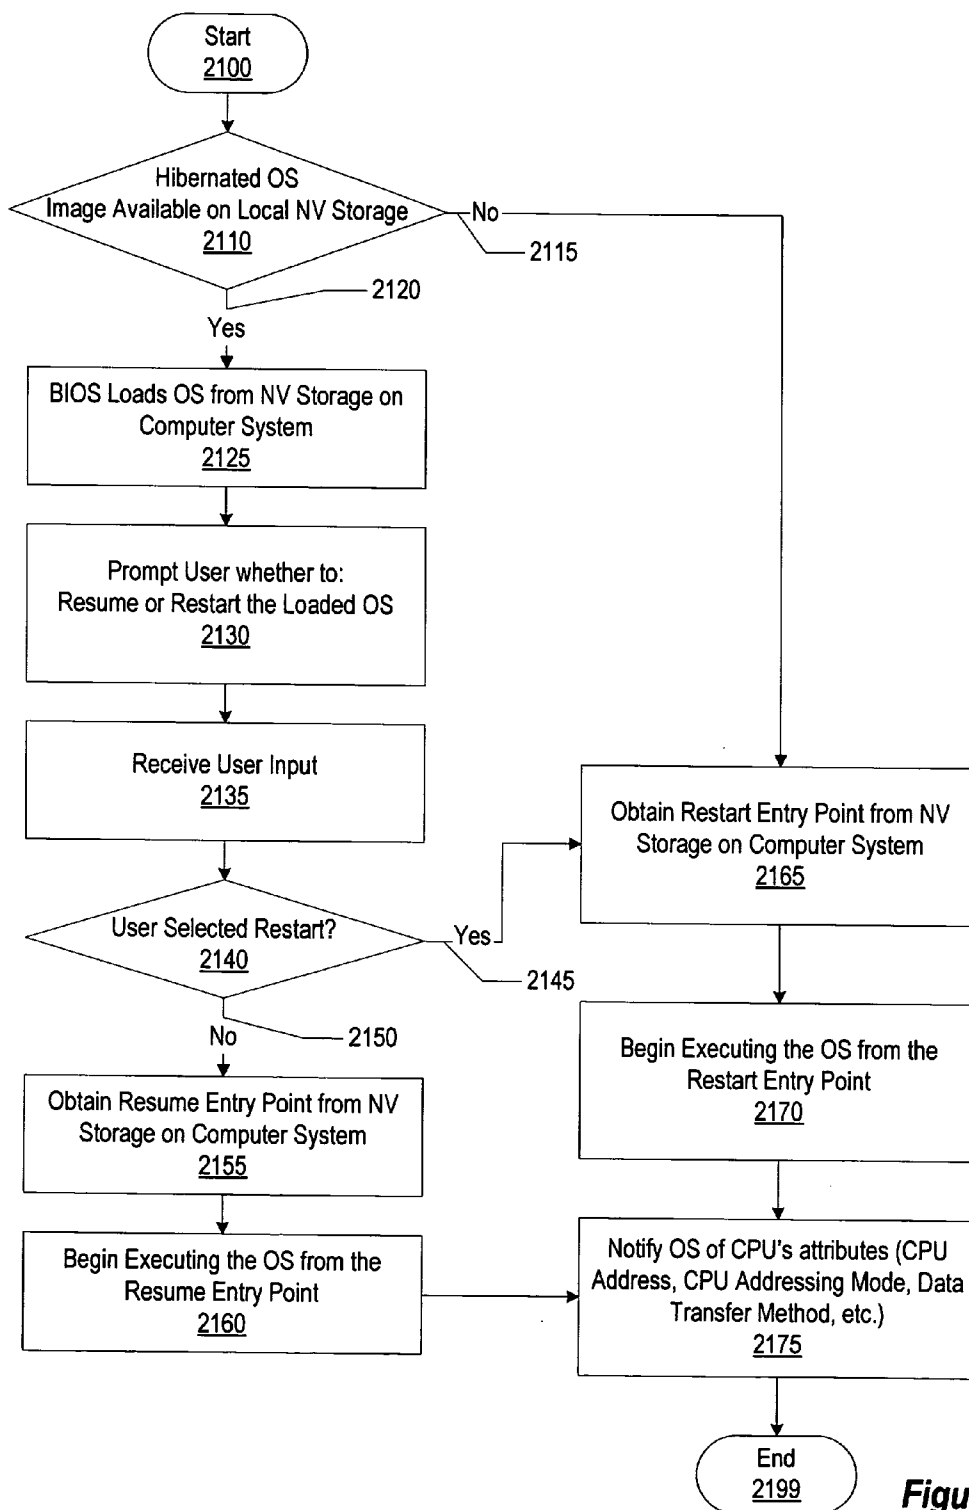 Start
2100
Hibernated OS
Image Available on Local NV Storage
2110
No
2115
2120
Yes
BIOS Loads OS from NV Storage on
Computer System
2125
Prompt User whether to:
Resume or Restart the Loaded OS
2130
Receive User Input
2135
User Selected Restart?
2140
Yes
2145
2150
No
Obtain Resume Entry Point from NV
Storage on Computer System
2155
Begin Executing the OS from the
Resume Entry Point
2160
Obtain Restart Entry Point from NV
Storage on Computer System
2165
Begin Executing the OS from the
Restart Entry Point
2170
Notify OS of CPU's attributes (CPU
Address, CPU Addressing Mode, Data
Transfer Method, etc.)
2175
End
2199